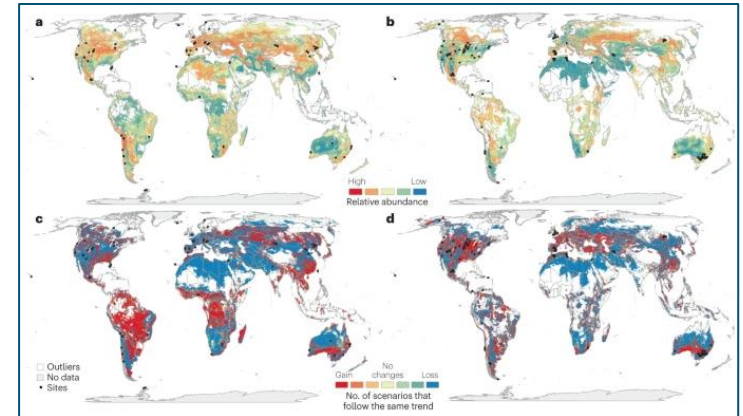 a
b
High Low
Relative abundance
c
d
Outliers
No data
Sites
Gain No changes Loss
No. of scenarios that
follow the same trend